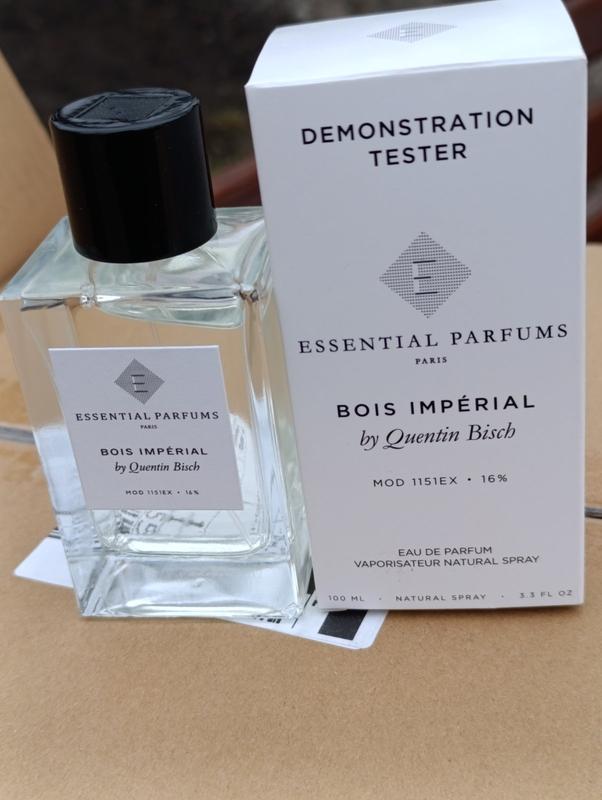 E
ESSENTIAL PARFUMS
PARIS
BOIS IMPÉRIAL
by Quentin Bisch
MOD 1151EX • 16%
DEMONSTRATION
TESTER
E
ESSENTIAL PARFUMS
PARIS
BOIS IMPÉRIAL
by Quentin Bisch
MOD 1151EX • 16%
EAU DE PARFUM
VAPORISATEUR NATURAL SPRAY
100 ML • NATURAL SPRAY • 3.3 FL OZ